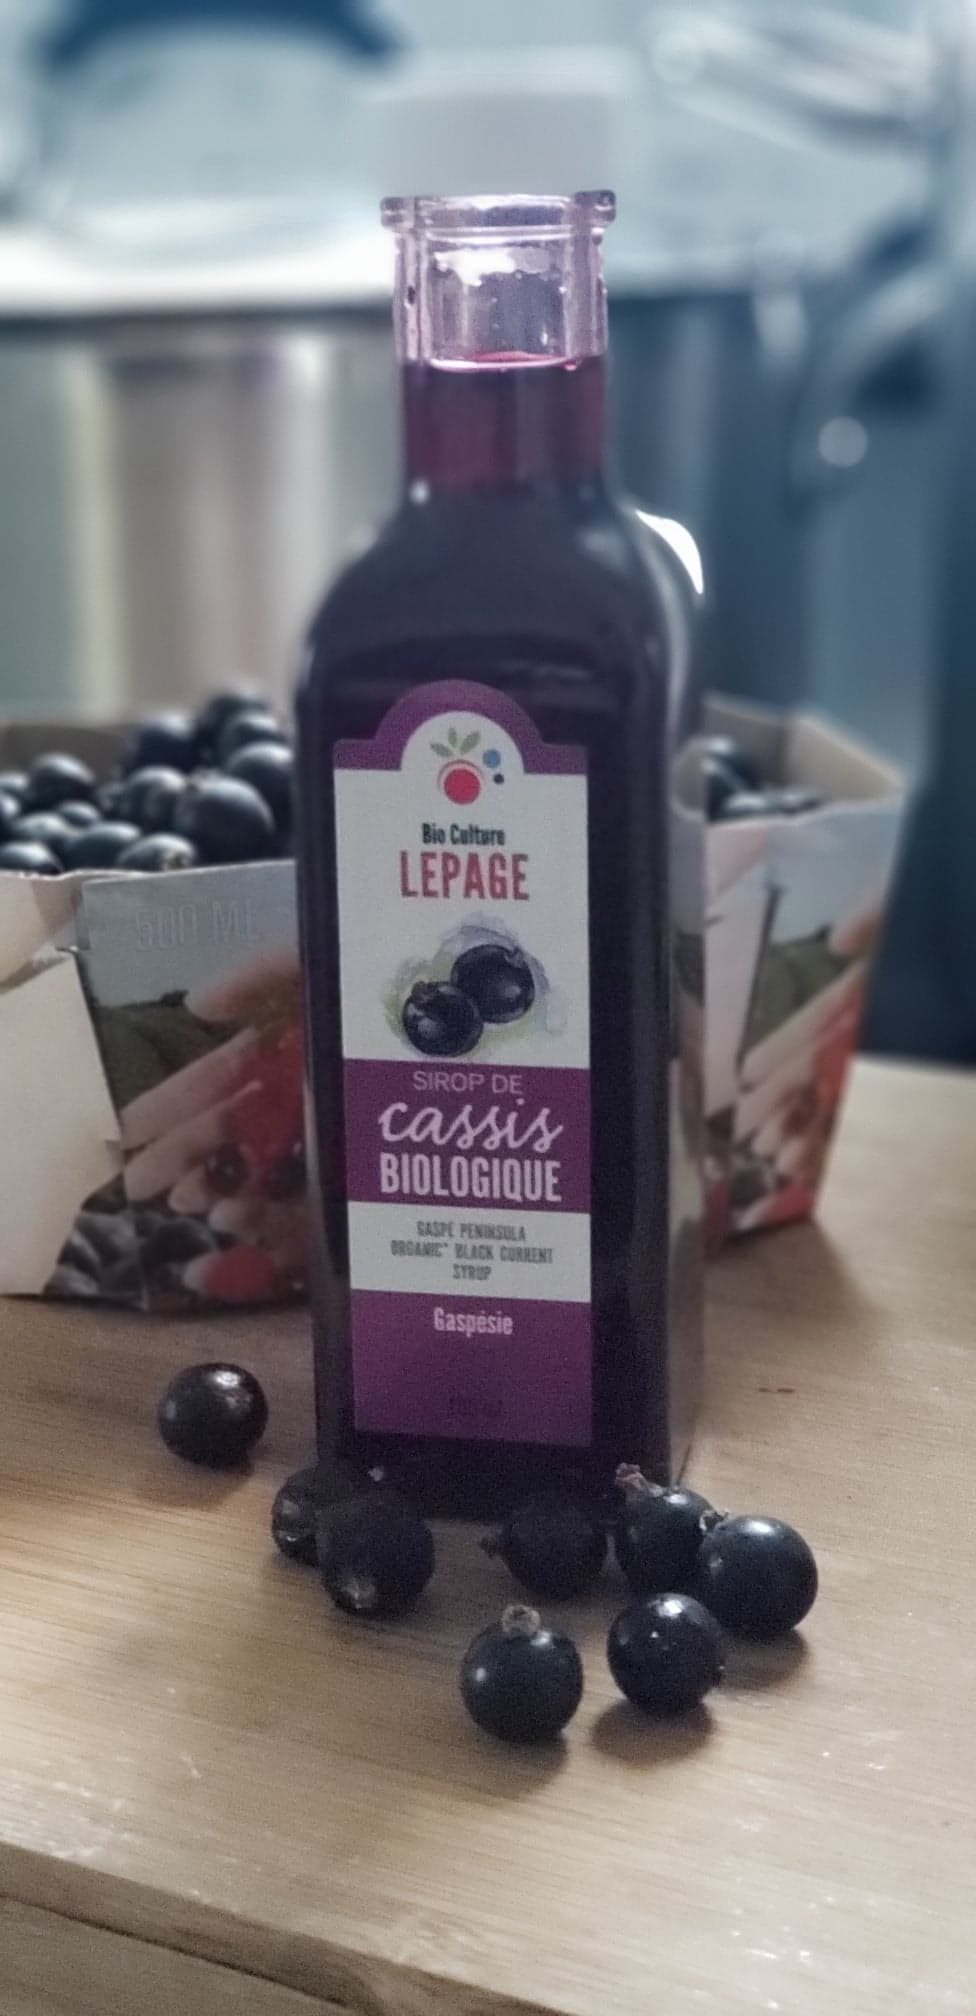 Bio Culture
LEPAGE
SIROP DE
cassis
BIOLOGIQUE
GASPÉ PENINSULA
ORGANIC* BLACK CURRENT
SYRUP
Gaspésie
500 ML